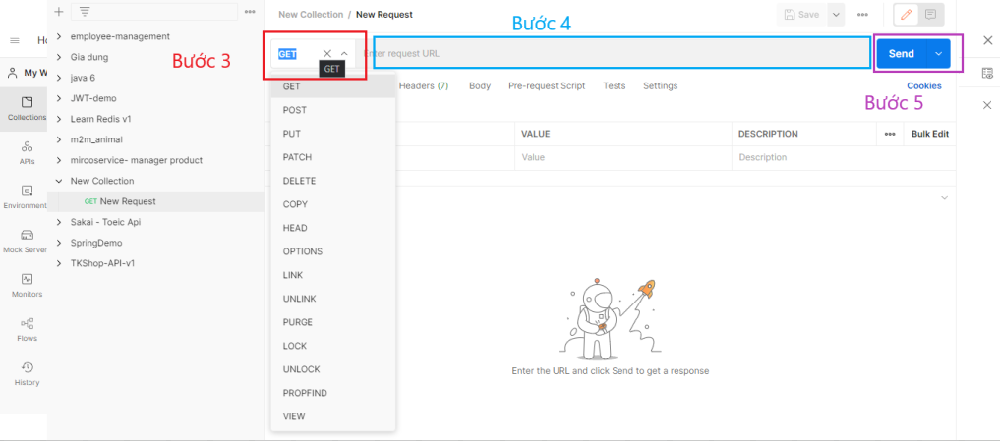 New Collection / New Request
Save
Bước 4
Ho
My W
Collections
APIs
Environment
Mock Server
Monitors
Flows
History
employee-management
Gia dung
java 6
JWT-demo
Learn Redis v1
m2m_animal
mircoservice- manager product
New Collection
GET New Request
Sakai - Toeic Api
SpringDemo
TKShop-API-v1
Bước 3
GET
GET
Enter request URL
Send
Bước 5
Headers (7)
Body
Pre-request Script
Tests
Settings
Cookies
VALUE
DESCRIPTION
Bulk Edit
Value
Description
GET
POST
PUT
PATCH
DELETE
COPY
HEAD
OPTIONS
LINK
UNLINK
PURGE
LOCK
UNLOCK
PROPFIND
VIEW
Enter the URL and click Send to get a response